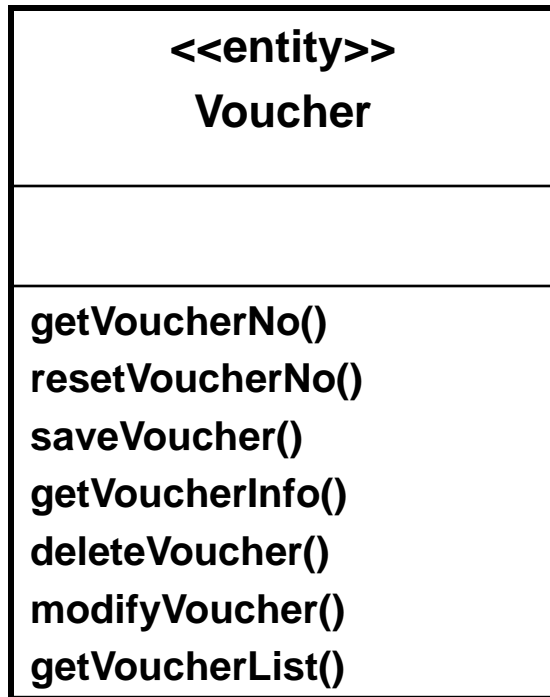 <<entity>>
Voucher
getVoucherNo()
resetVoucherNo()
saveVoucher()
getVoucherInfo()
deleteVoucher()
modifyVoucher()
getVoucherList()